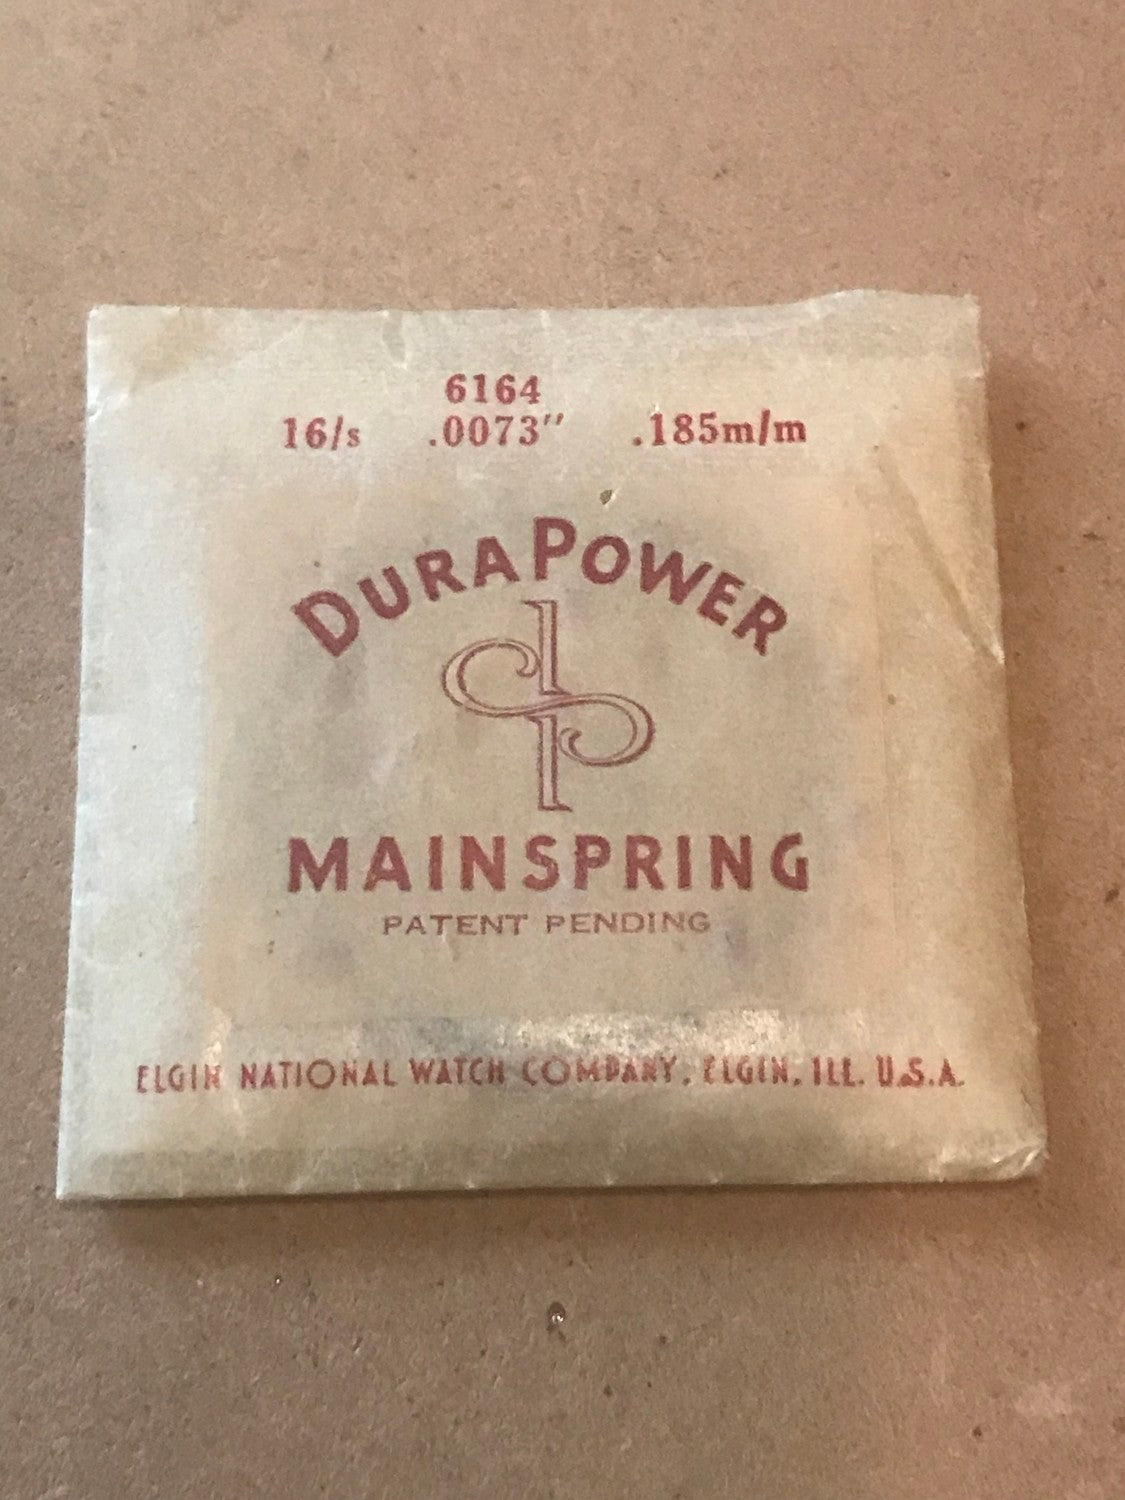 6164
16/s .0073" .185m/m
DURAPOWER
MAINSPRING
PATENT PENDING
ELGIN NATIONAL WATCH COMPANY, ELGIN, ILL. U.S.A.